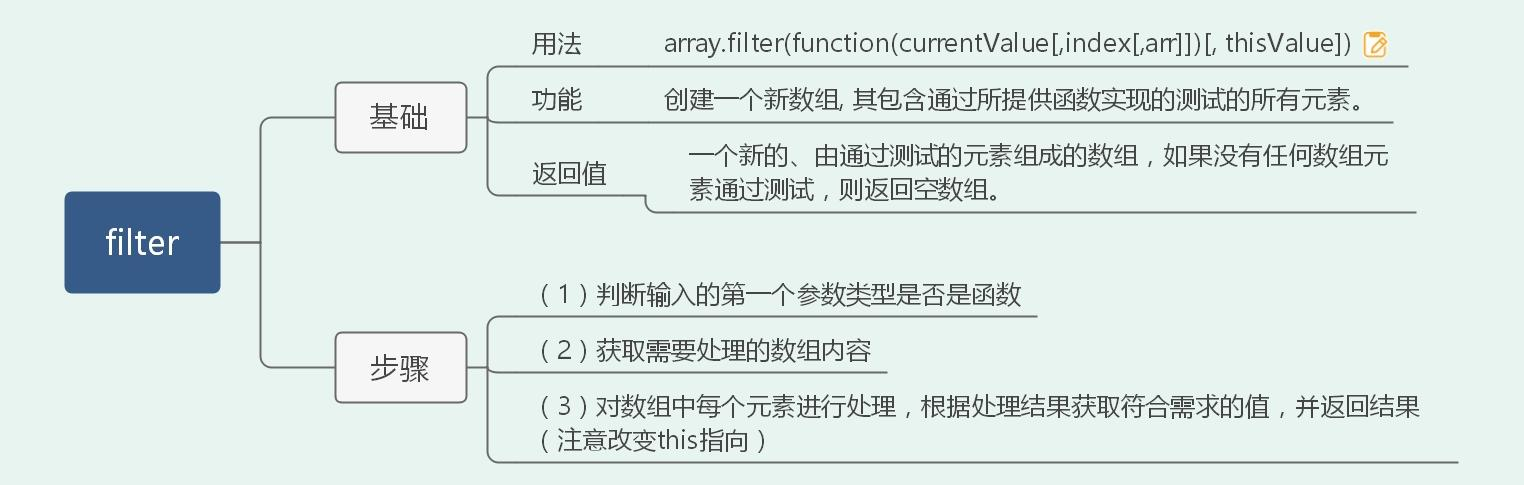 filter
基础
用法 array.filter(function(currentValue[,index[,arr]])[, thisValue])
功能 创建一个新数组, 其包含通过所提供函数实现的测试的所有元素。
返回值 一个新的、由通过测试的元素组成的数组，如果没有任何数组元
素通过测试，则返回空数组。
步骤
（1）判断输入的第一个参数类型是否是函数
（2）获取需要处理的数组内容
（3）对数组中每个元素进行处理，根据处理结果获取符合需求的值，并返回结果
（注意改变this指向）